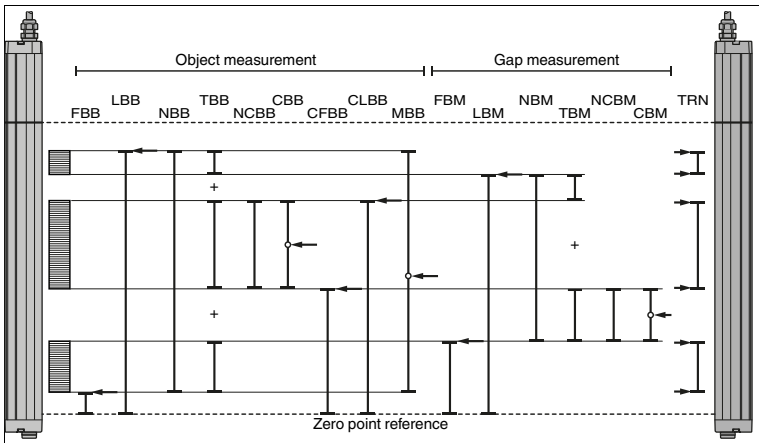 Object measurement
Gap measurement
LBB TBB CBB CLBB FBM NBM NCBM TRN
FBB NBB NCBB CFBB MBB LBM TBM CBM
+ +
+
+
Zero point reference